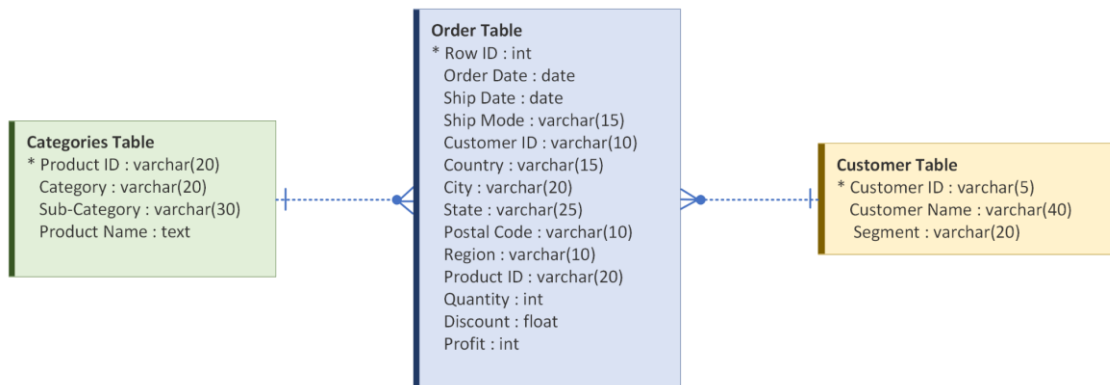 Categories Table
* Product ID : varchar(20)
Category : varchar(20)
Sub-Category : varchar(30)
Product Name : text
Order Table
* Row ID : int
Order Date : date
Ship Date : date
Ship Mode : varchar(15)
Customer ID : varchar(10)
Country : varchar(15)
City : varchar(20)
State : varchar(25)
Postal Code : varchar(10)
Region : varchar(10)
Product ID : varchar(20)
Quantity : int
Discount : float
Profit : int
Customer Table
* Customer ID : varchar(5)
Customer Name : varchar(40)
Segment : varchar(20)